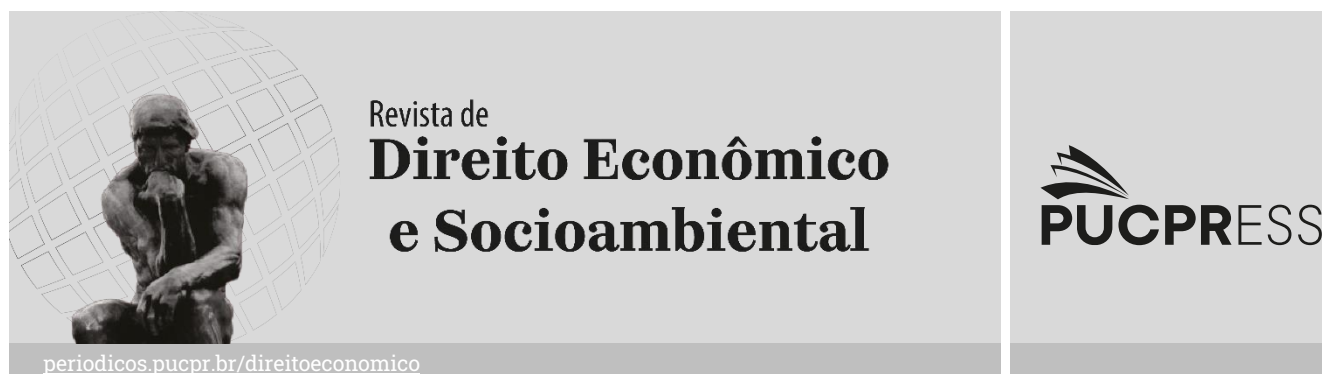 Revista de
Direito Econômico
e Socioambiental
PUCPRESS
periodicos.pucpr.br/direitoeconomico